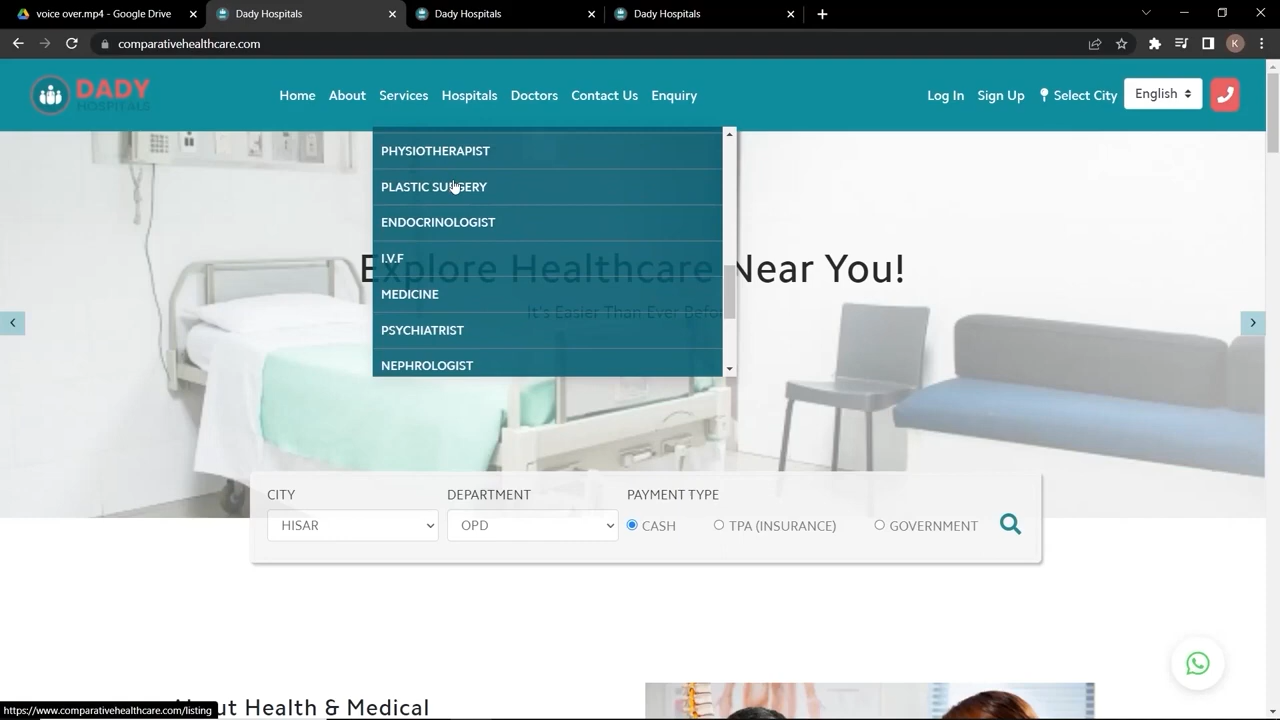 voice over.mp4 - Google Drive
Dady Hospitals
Dady Hospitals
Dady Hospitals
comparativehealthcare.com
K
DADY
HOSPITALS
Home About Services Hospitals Doctors Contact Us Enquiry
Log In Sign Up Select City English
PHYSIOTHERAPIST
PLASTIC SURGERY
ENDOCRINOLOGIST
I.V.F
MEDICINE
PSYCHIATRIST
NEPHROLOGIST
Explore Healthcare Near You!
It's Easier Than Ever Before
CITY DEPARTMENT PAYMENT TYPE
HISAR OPD CASH TPA (INSURANCE) GOVERNMENT
ut Health & Medical
https://www.comparativehealthcare.com/listing